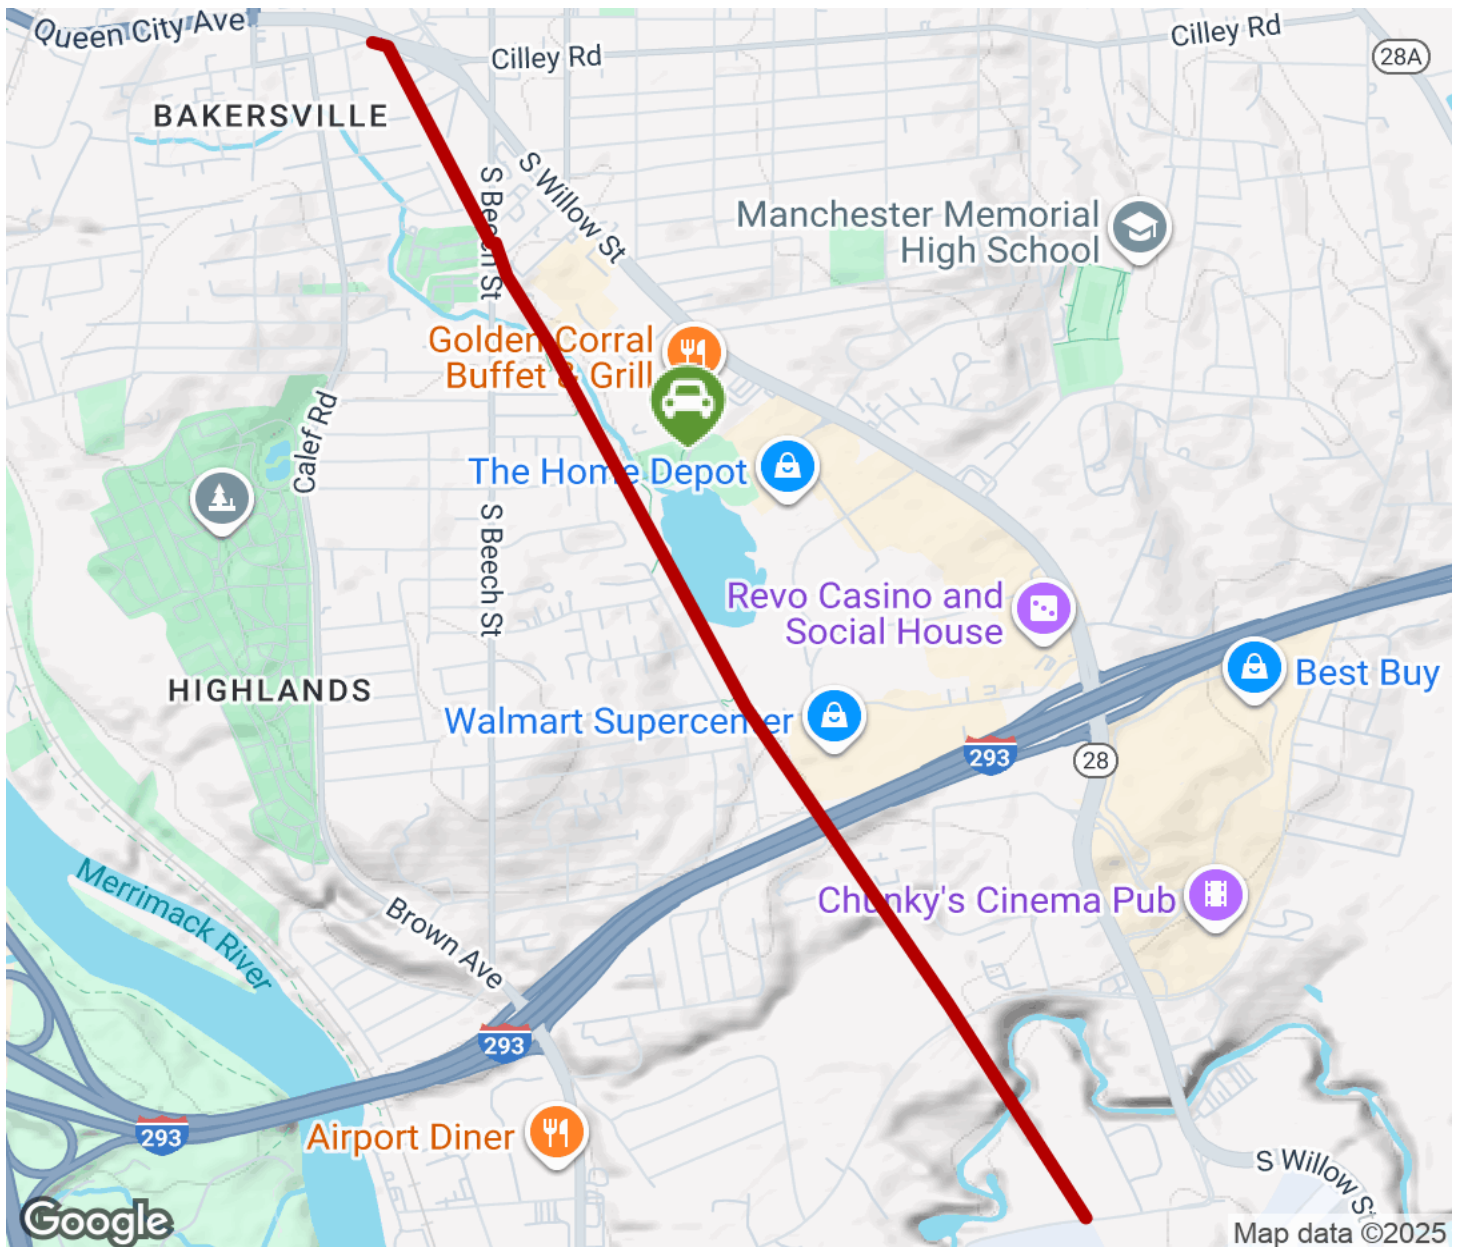 Queen City Ave
Cilley Rd
Cilley Rd
28A
BAKERSVILLE
S Beech St
S Willow St
Manchester Memorial
High School
Golden Corral
Buffet & Grill
Calef Rd
The Home Depot
S Beech St
Revo Casino and
Social House
HIGHLANDS
Best Buy
Walmart Supercenter
293
28
Merrimack River
Brown Ave
Chunky's Cinema Pub
293
293
Airport Diner
S Willow St
Google
Map data ©2025